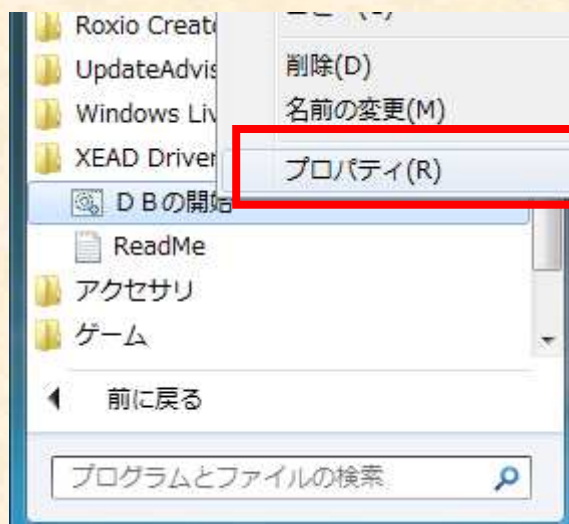 Roxio Creat
UpdateAdvis
Windows Liv
XEAD Driver
DBの開始
ReadMe
アクセサリ
ゲーム
前に戻る
プログラムとファイルの検索
削除(D)
名前の変更(M)
プロパティ(R)